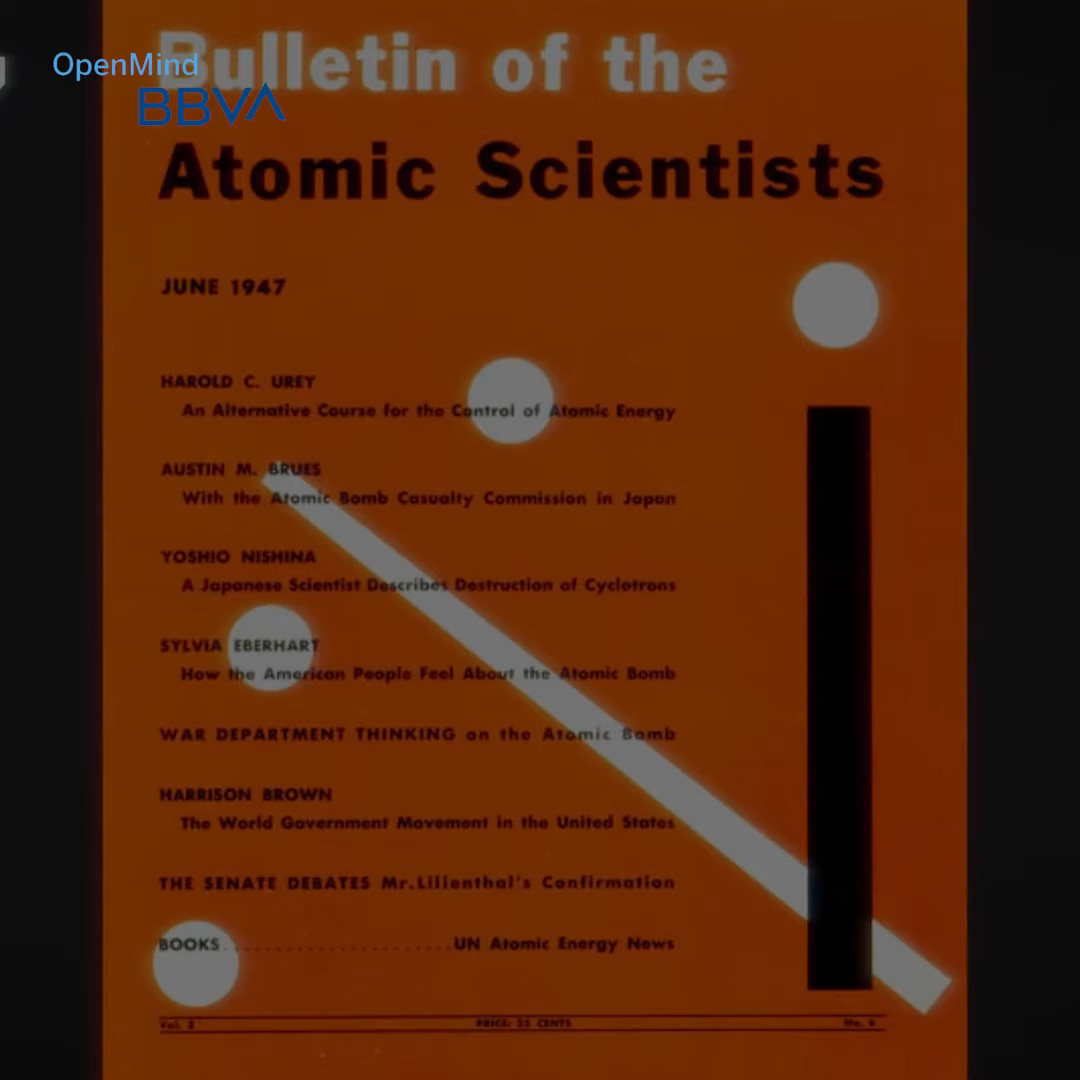 OpenMind
BBVA
Bulletin of the
Atomic Scientists
JUNE 1947
HAROLD C. UREY
An Alternative Course for the Control of Atomic Energy
AUSTIN M. BRUES
With the Atomic Bomb Casualty Commission in Japan
YOSHIO NISHINA
A Japanese Scientist Describes Destruction of Cyclotrons
SYLVIA EBERHART
How the American People Feel About the Atomic Bomb
WAR DEPARTMENT THINKING on the Atomic Bomb
HARRISON BROWN
The World Government Movement in the United States
THE SENATE DEBATES Mr.Lilienthal's Confirmation
BOOKS......................UN Atomic Energy News
Vol. 3 PRICE: 25 CENTS No. 6